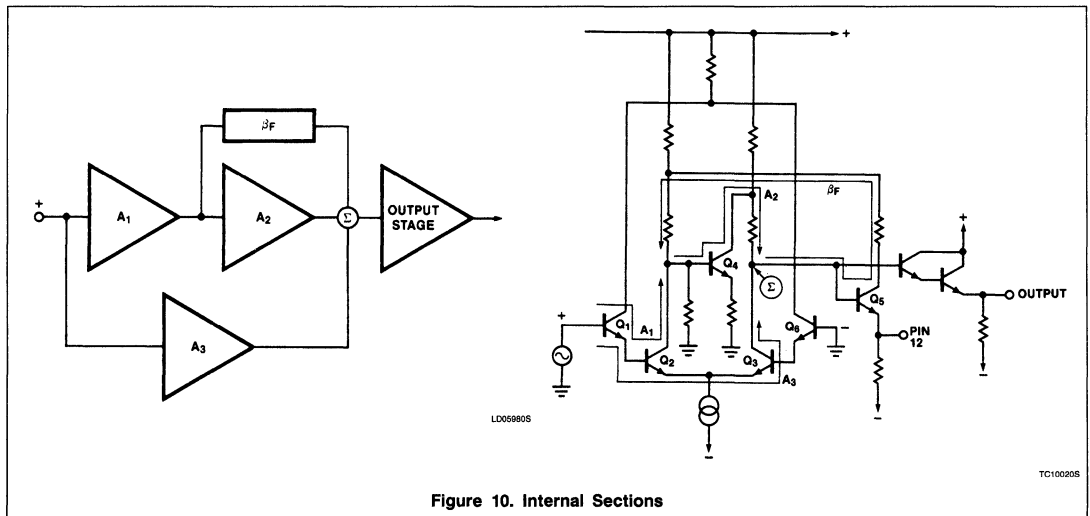 βF
+
A1
A2
Σ
OUTPUT
STAGE
A3
LD05980S
+
A2
βF
Q4
Σ
+
Q5
OUTPUT
+
Q1
A1
Q6
−
PIN
12
Q2
Q3
A3
−
−
−
TC10020S
Figure 10. Internal Sections